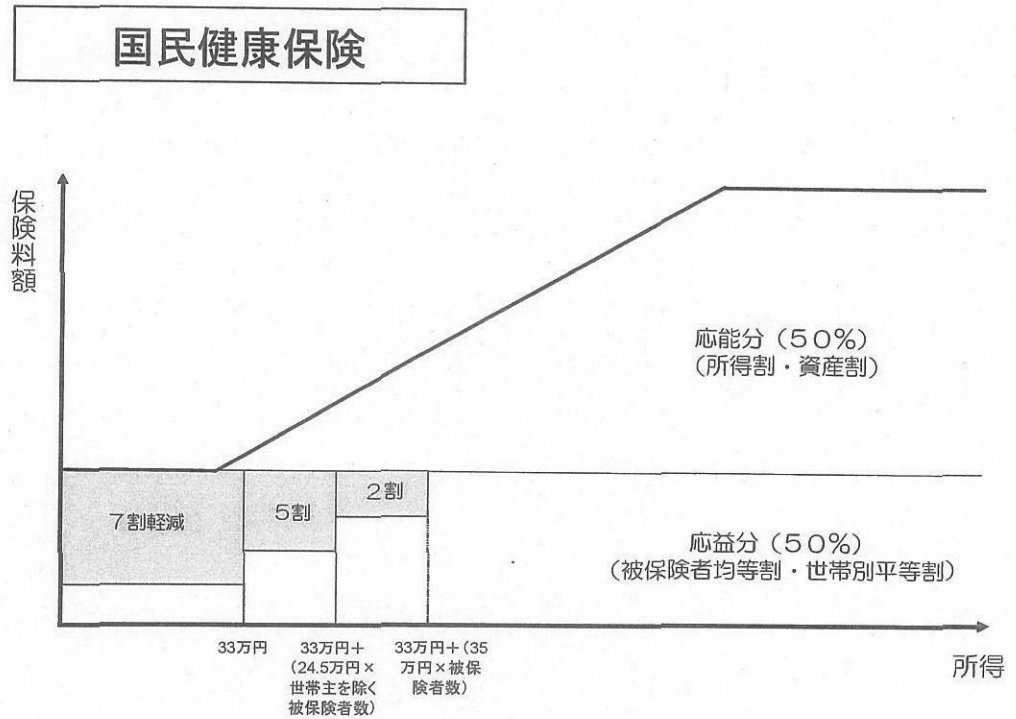 国民健康保険
保険料額
応能分（５０％）
（所得割・資産割）
７割軽減
５割
２割
応益分（５０％）
（被保険者均等割・世帯別平等割）
33万円
33万円＋
（24.5万円×
世帯主を除く
被保険者数）
33万円＋（35
万円×被保
険者数）
所得